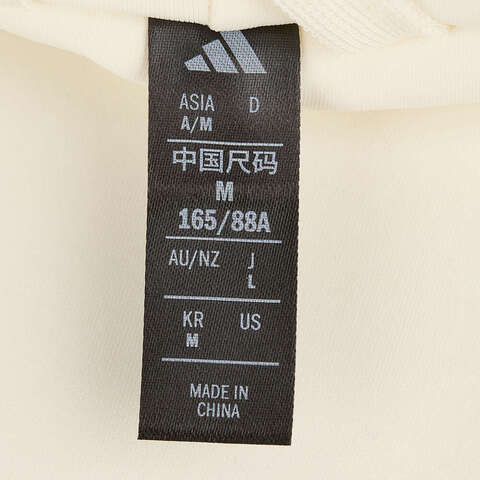 ASIA D
A/M
中国尺码
M
165/88A
AU/NZ J
L
KR US
M
MADE IN
CHINA